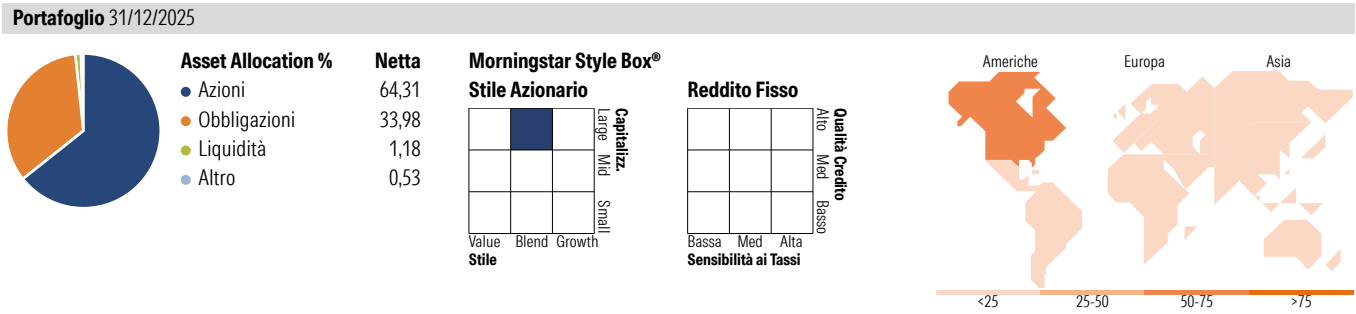 Portafoglio 31/12/2025
Asset Allocation % Netta
Azioni 64,31
Obbligazioni 33,98
Liquidità 1,18
Altro 0,53
Morningstar Style Box®
Stile Azionario
Large
Mid
Small
Capitalizz.
Value Blend Growth
Stile
Reddito Fisso
Alto
Med
Basso
Qualità Credito
Bassa Med Alta
Sensibilità ai Tassi
Americhe Europa Asia
<25 25-50 50-75 >75